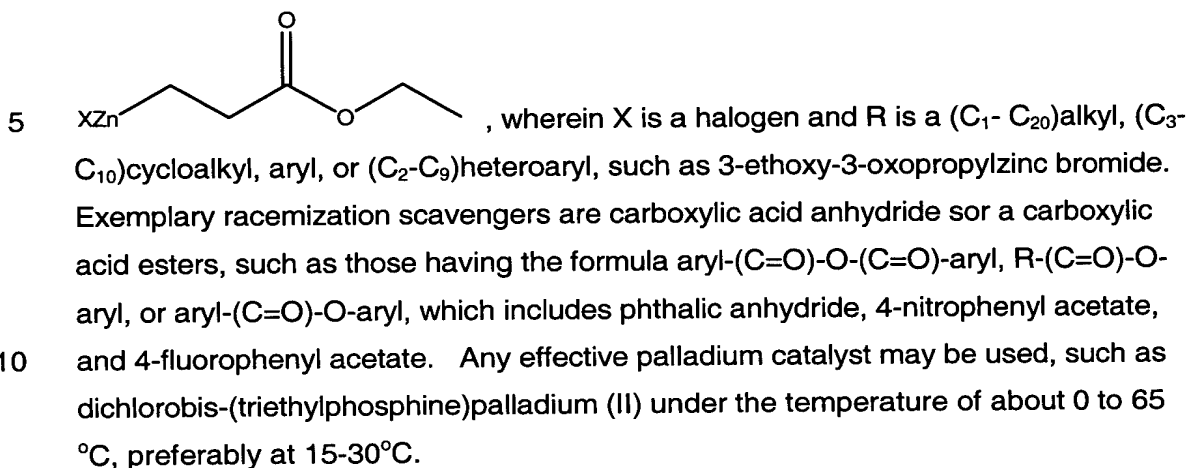 O
5 XZn O , wherein X is a halogen and R is a (C₁- C₂₀)alkyl, (C₃-
C₁₀)cycloalkyl, aryl, or (C₂-C₉)heteroaryl, such as 3-ethoxy-3-oxopropylzinc bromide.
Exemplary racemization scavengers are carboxylic acid anhydride sor a carboxylic
acid esters, such as those having the formula aryl-(C=O)-O-(C=O)-aryl, R-(C=O)-O-
aryl, or aryl-(C=O)-O-aryl, which includes phthalic anhydride, 4-nitrophenyl acetate,
10 and 4-fluorophenyl acetate. Any effective palladium catalyst may be used, such as
dichlorobis-(triethylphosphine)palladium (II) under the temperature of about 0 to 65
°C, preferably at 15-30°C.